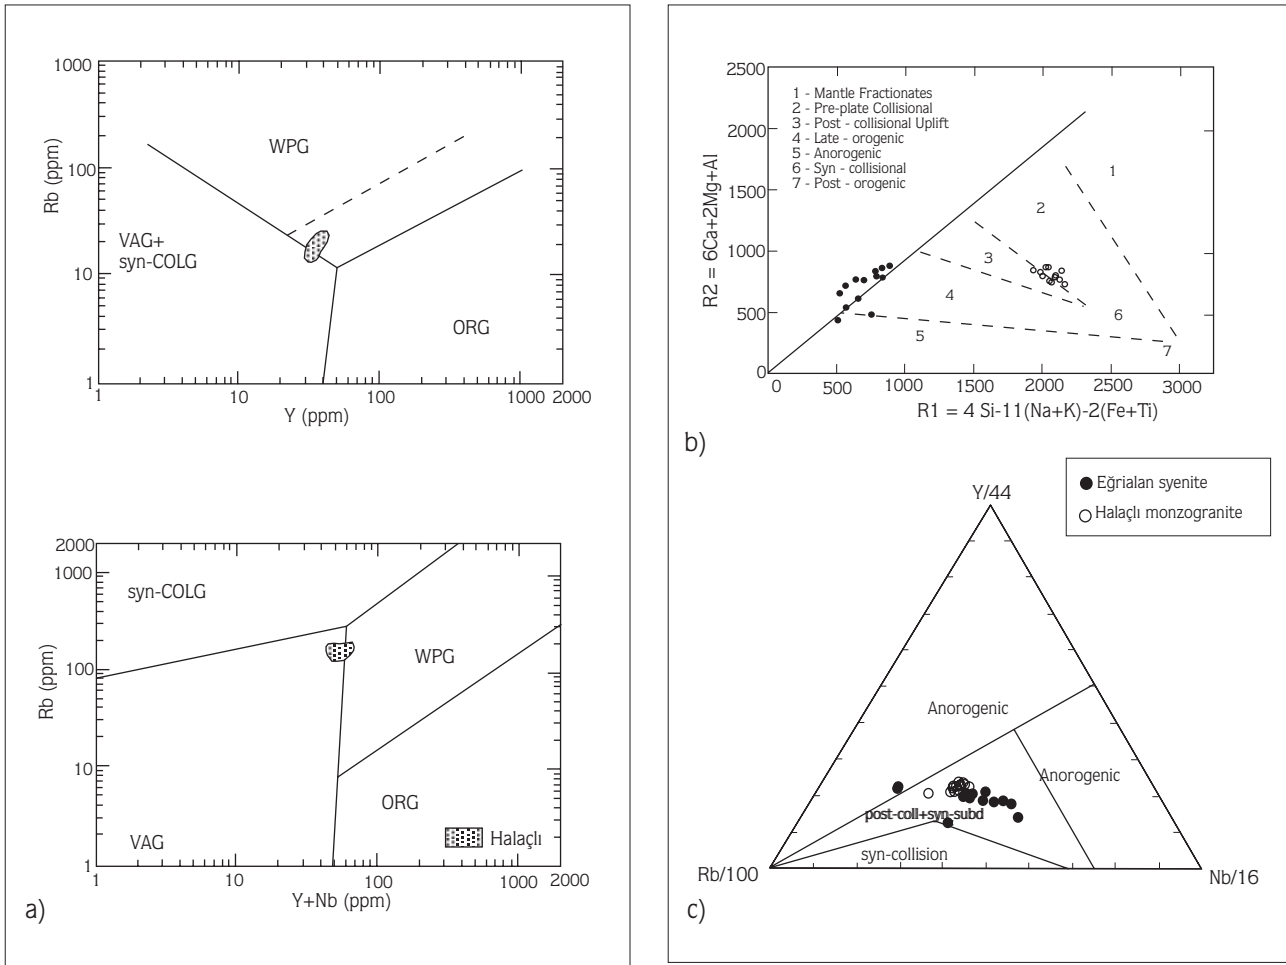 1000
100
10
1
Rb (ppm)
WPG
VAG+
syn-COLG
ORG
1
10
100
1000 2000
Y (ppm)
2000
1000
100
10
1
Rb (ppm)
syn-COLG
WPG
ORG
VAG
Halaçlı
1
10
100
1000 2000
Y+Nb (ppm)
a)
2500
2000
1500
1000
500
0
R2 = 6Ca+2Mg+Al
1 - Mantle Fractionates
2 - Pre-plate Collisional
3 - Post - collisional Uplift
4 - Late - orogenic
5 - Anorogenic
6 - Syn - collisional
7 - Post - orogenic
1
2
3
4
5
6
7
0 500 1000 1500 2000 2500 3000
R1 = 4 Si-11(Na+K)-2(Fe+Ti)
b)
Eğrialan syenite
Halaçlı monzogranite
Y/44
Anorogenic
Anorogenic
post-coll+syn-subd
syn-collision
Rb/100
Nb/16
c)